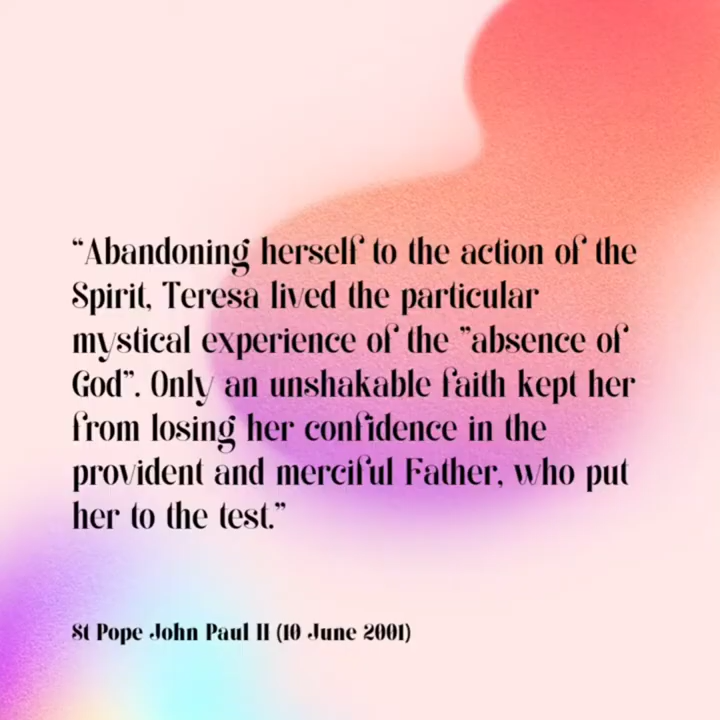 “Abandoning herself to the action of the
Spirit, Teresa lived the particular
mystical experience of the ”absence of
God”. Only an unshakable faith kept her
from losing her confidence in the
provident and merciful Father, who put
her to the test.”
St Pope John Paul II (10 June 2001)